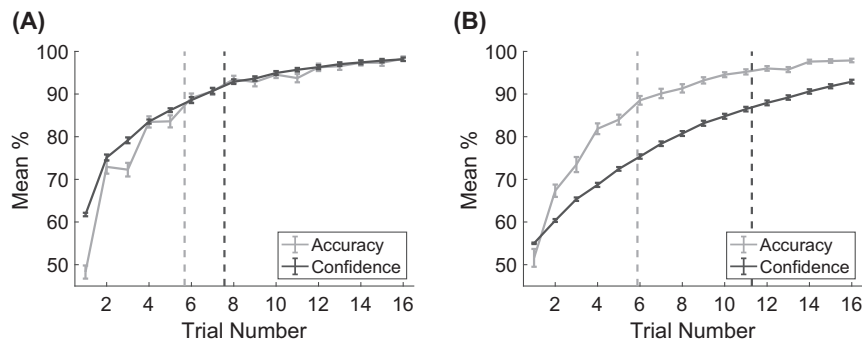 (A)
Mean %
100
90
80
70
60
50
2 4 6 8 10 12 14 16
Trial Number
Accuracy
Confidence
(B)
Mean %
100
90
80
70
60
50
2 4 6 8 10 12 14 16
Trial Number
Accuracy
Confidence